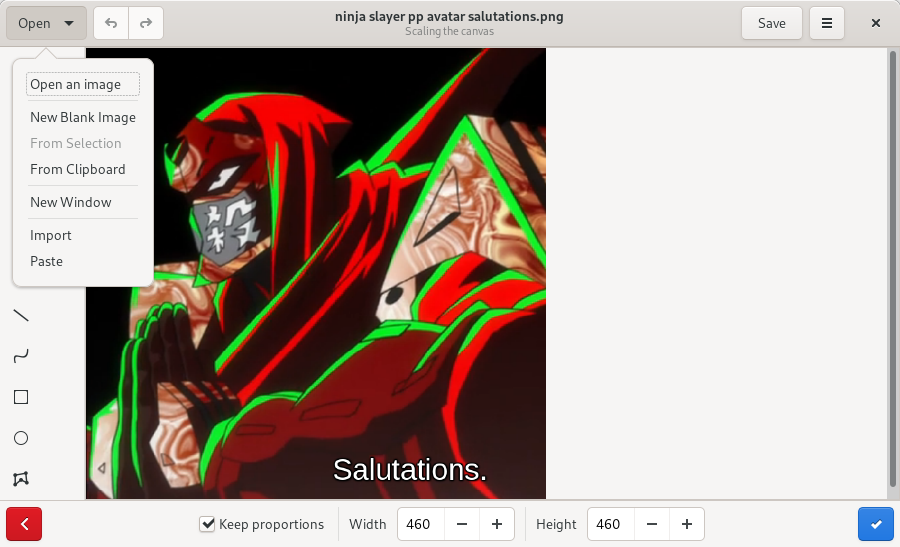 Open
ninja slayer pp avatar salutations.png
Scaling the canvas
Save
Open an image
New Blank Image
From Selection
From Clipboard
New Window
Import
Paste
Salutations.
Keep proportions
Width
460
Height
460